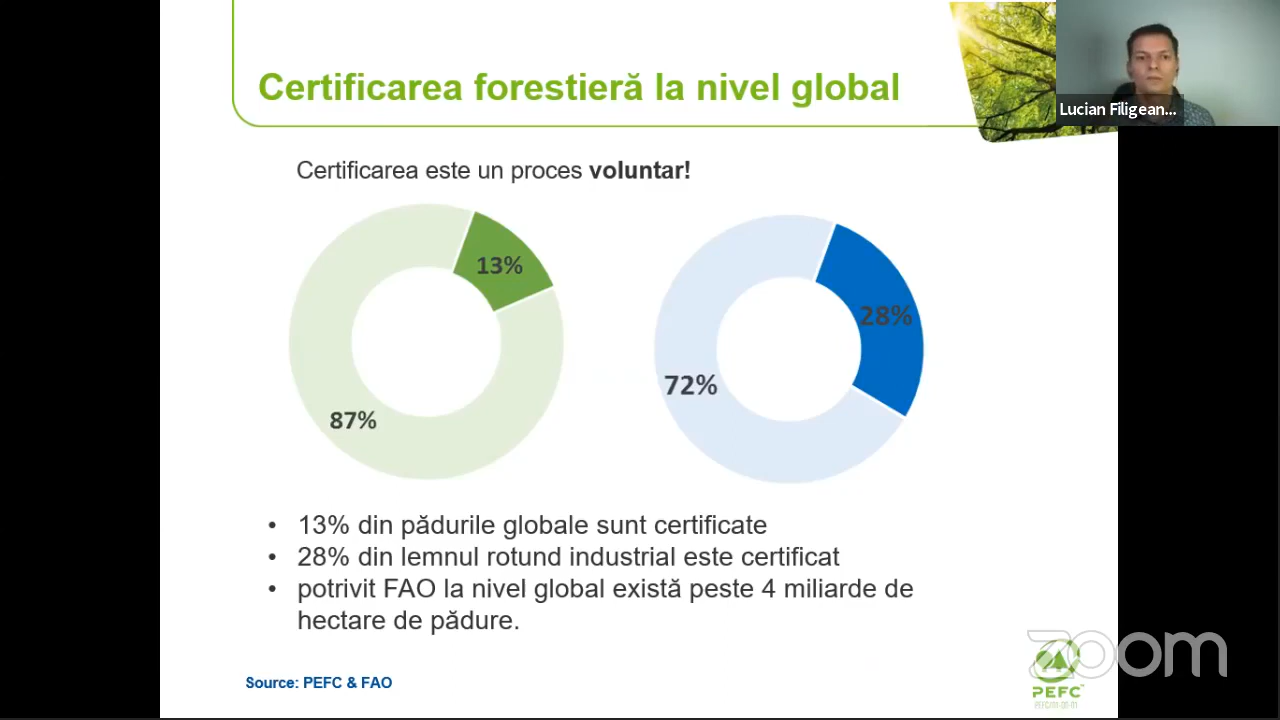 Certificarea forestieră la nivel global
Lucian Filigean...
Certificarea este un proces voluntar!
13%
28%
72%
87%
• 13% din pădurile globale sunt certificate
• 28% din lemnul rotund industrial este certificat
• potrivit FAO la nivel global există peste 4 miliarde de
hectare de pădure.
zoom
PEFC™
Source: PEFC & FAO